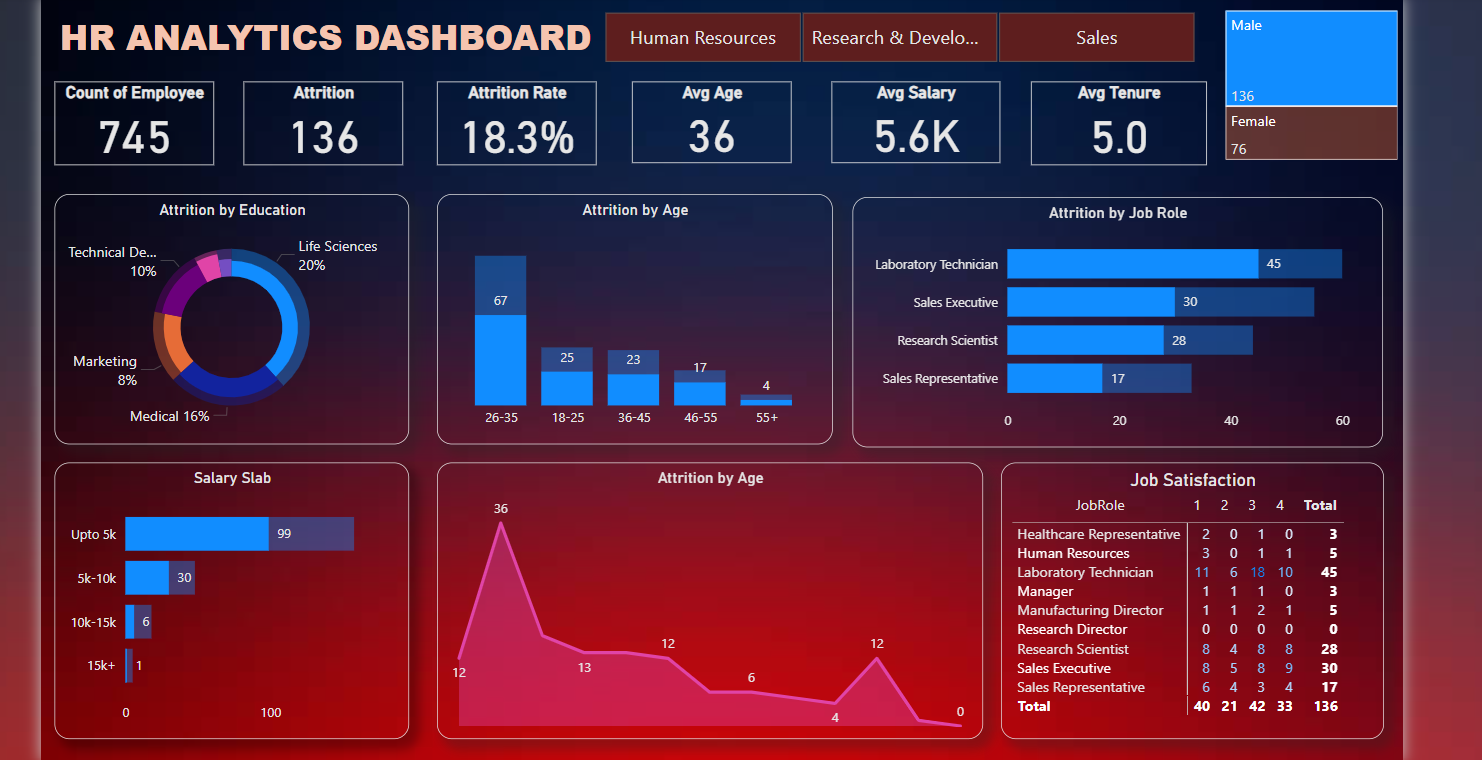 HR ANALYTICS DASHBOARD
Human Resources
Research & Develo...
Sales
Male
136
Female
76
Count of Employee
745
Attrition
136
Attrition Rate
18.3%
Avg Age
36
Avg Salary
5.6K
Avg Tenure
5.0
Attrition by Education
Technical De...
10%
Life Sciences
20%
Marketing
8%
Medical 16%
Attrition by Age
67
25
23
17
4
26-35 18-25 36-45 46-55 55+
Attrition by Job Role
Laboratory Technician 45
Sales Executive 30
Research Scientist 28
Sales Representative 17
0 20 40 60
Salary Slab
Upto 5k 99
5k-10k 30
10k-15k 6
15k+ 1
0 100
Attrition by Age
36
12
13
12
6
4
12
0
Job Satisfaction
JobRole 1 2 3 4 Total
Healthcare Representative 2 0 1 0 3
Human Resources 3 0 1 1 5
Laboratory Technician 11 6 18 10 45
Manager 1 1 1 0 3
Manufacturing Director 1 1 2 1 5
Research Director 0 0 0 0 0
Research Scientist 8 4 8 8 28
Sales Executive 8 5 8 9 30
Sales Representative 6 4 3 4 17
Total 40 21 42 33 136